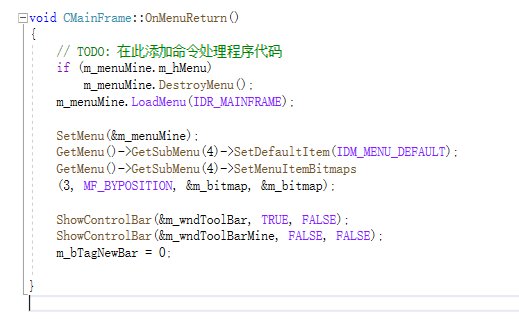 void CMainFrame::OnMenuReturn()
{
// TODO: 在此添加命令处理程序代码
if (m_menuMine.m_hMenu)
m_menuMine.DestroyMenu();
m_menuMine.LoadMenu(IDR_MAINFRAME);
SetMenu(&m_menuMine);
GetMenu()->GetSubMenu(4)->SetDefaultItem(IDM_MENU_DEFAULT);
GetMenu()->GetSubMenu(4)->SetMenuItemBitmaps
(3, MF_BYPOSITION, &m_bitmap, &m_bitmap);
ShowControlBar(&m_wndToolBar, TRUE, FALSE);
ShowControlBar(&m_wndToolBarMine, FALSE, FALSE);
m_bTagNewBar = 0;
}